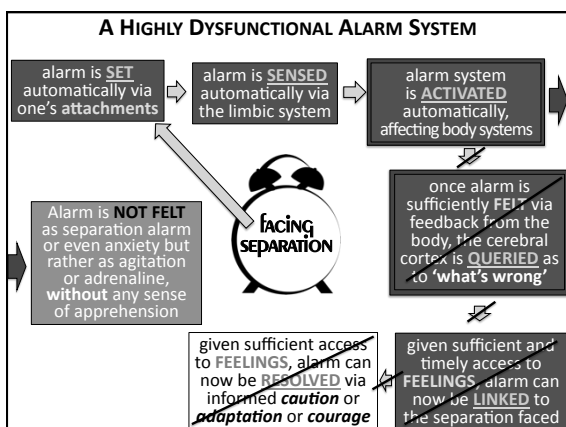 A HIGHLY DYSFUNCTIONAL ALARM SYSTEM
alarm is SET
automatically via
one's attachments
alarm is SENSED
automatically via
the limbic system
alarm system
is ACTIVATED
automatically,
affecting body systems
once alarm is
sufficiently FELT via
feedback from the
body, the cerebral
cortex is QUERIED as
to 'what's wrong'
given sufficient and
timely access to
FEELINGS, alarm can
now be LINKED to
the separation faced
given sufficient access
to FEELINGS, alarm can
now be RESOLVED via
informed caution or
adaptation or courage
Alarm is NOT FELT
as separation alarm
or even anxiety but
rather as agitation
or adrenaline,
without any sense
of apprehension
facing
SEPARATION